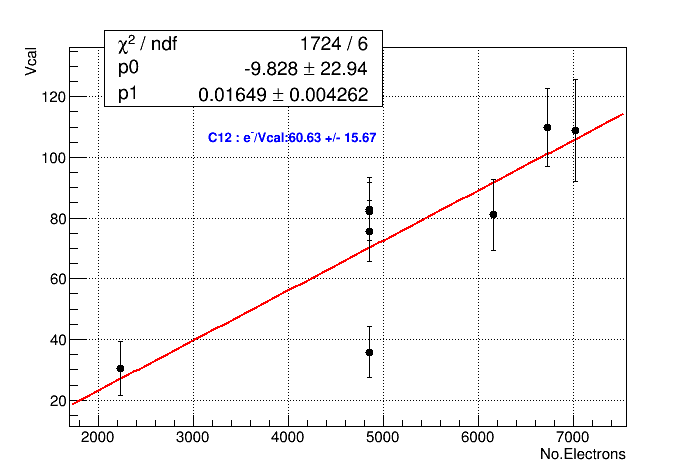 χ² / ndf 1724 / 6
p0 -9.828 ± 22.94
p1 0.01649 ± 0.004262
C12 : e⁻/Vcal:60.63 +/- 15.67
Vcal
120
100
80
60
40
20
2000 3000 4000 5000 6000 7000
No.Electrons